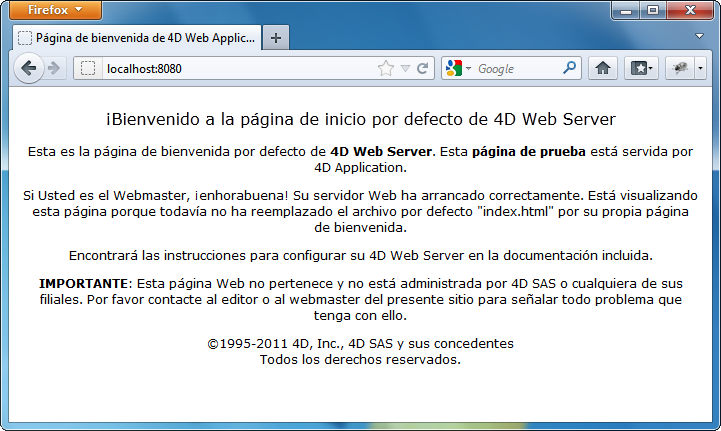 Firefox
Página de bienvenida de 4D Web Applic...
localhost:8080
Google
¡Bienvenido a la página de inicio por defecto de 4D Web Server
Esta es la página de bienvenida por defecto de 4D Web Server. Esta página de prueba está servida por
4D Application.
Si Usted es el Webmaster, ¡enhorabuena! Su servidor Web ha arrancado correctamente. Está visualizando
esta página porque todavía no ha reemplazado el archivo por defecto "index.html" por su propia página
de bienvenida.
Encontrará las instrucciones para configurar su 4D Web Server en la documentación incluida.
IMPORTANTE: Esta página Web no pertenece y no está administrada por 4D SAS o cualquiera de sus
filiales. Por favor contacte al editor o al webmaster del presente sitio para señalar todo problema que
tenga con ello.
©1995-2011 4D, Inc., 4D SAS y sus concedentes
Todos los derechos reservados.